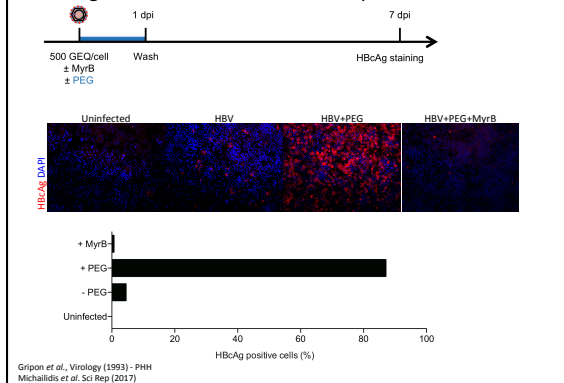 1 dpi
7 dpi
500 GEQ/cell
± MyrB
± PEG
Wash
HBcAg staining
Uninfected
HBV
HBV+PEG
HBV+PEG+MyrB
HBcAg DAPI
+ MyrB
+ PEG
- PEG
Uninfected
0
20
40
60
80
100
HBcAg positive cells (%)
Gripon et al., Virology (1993) - PHH
Michailidis et al. Sci Rep (2017)